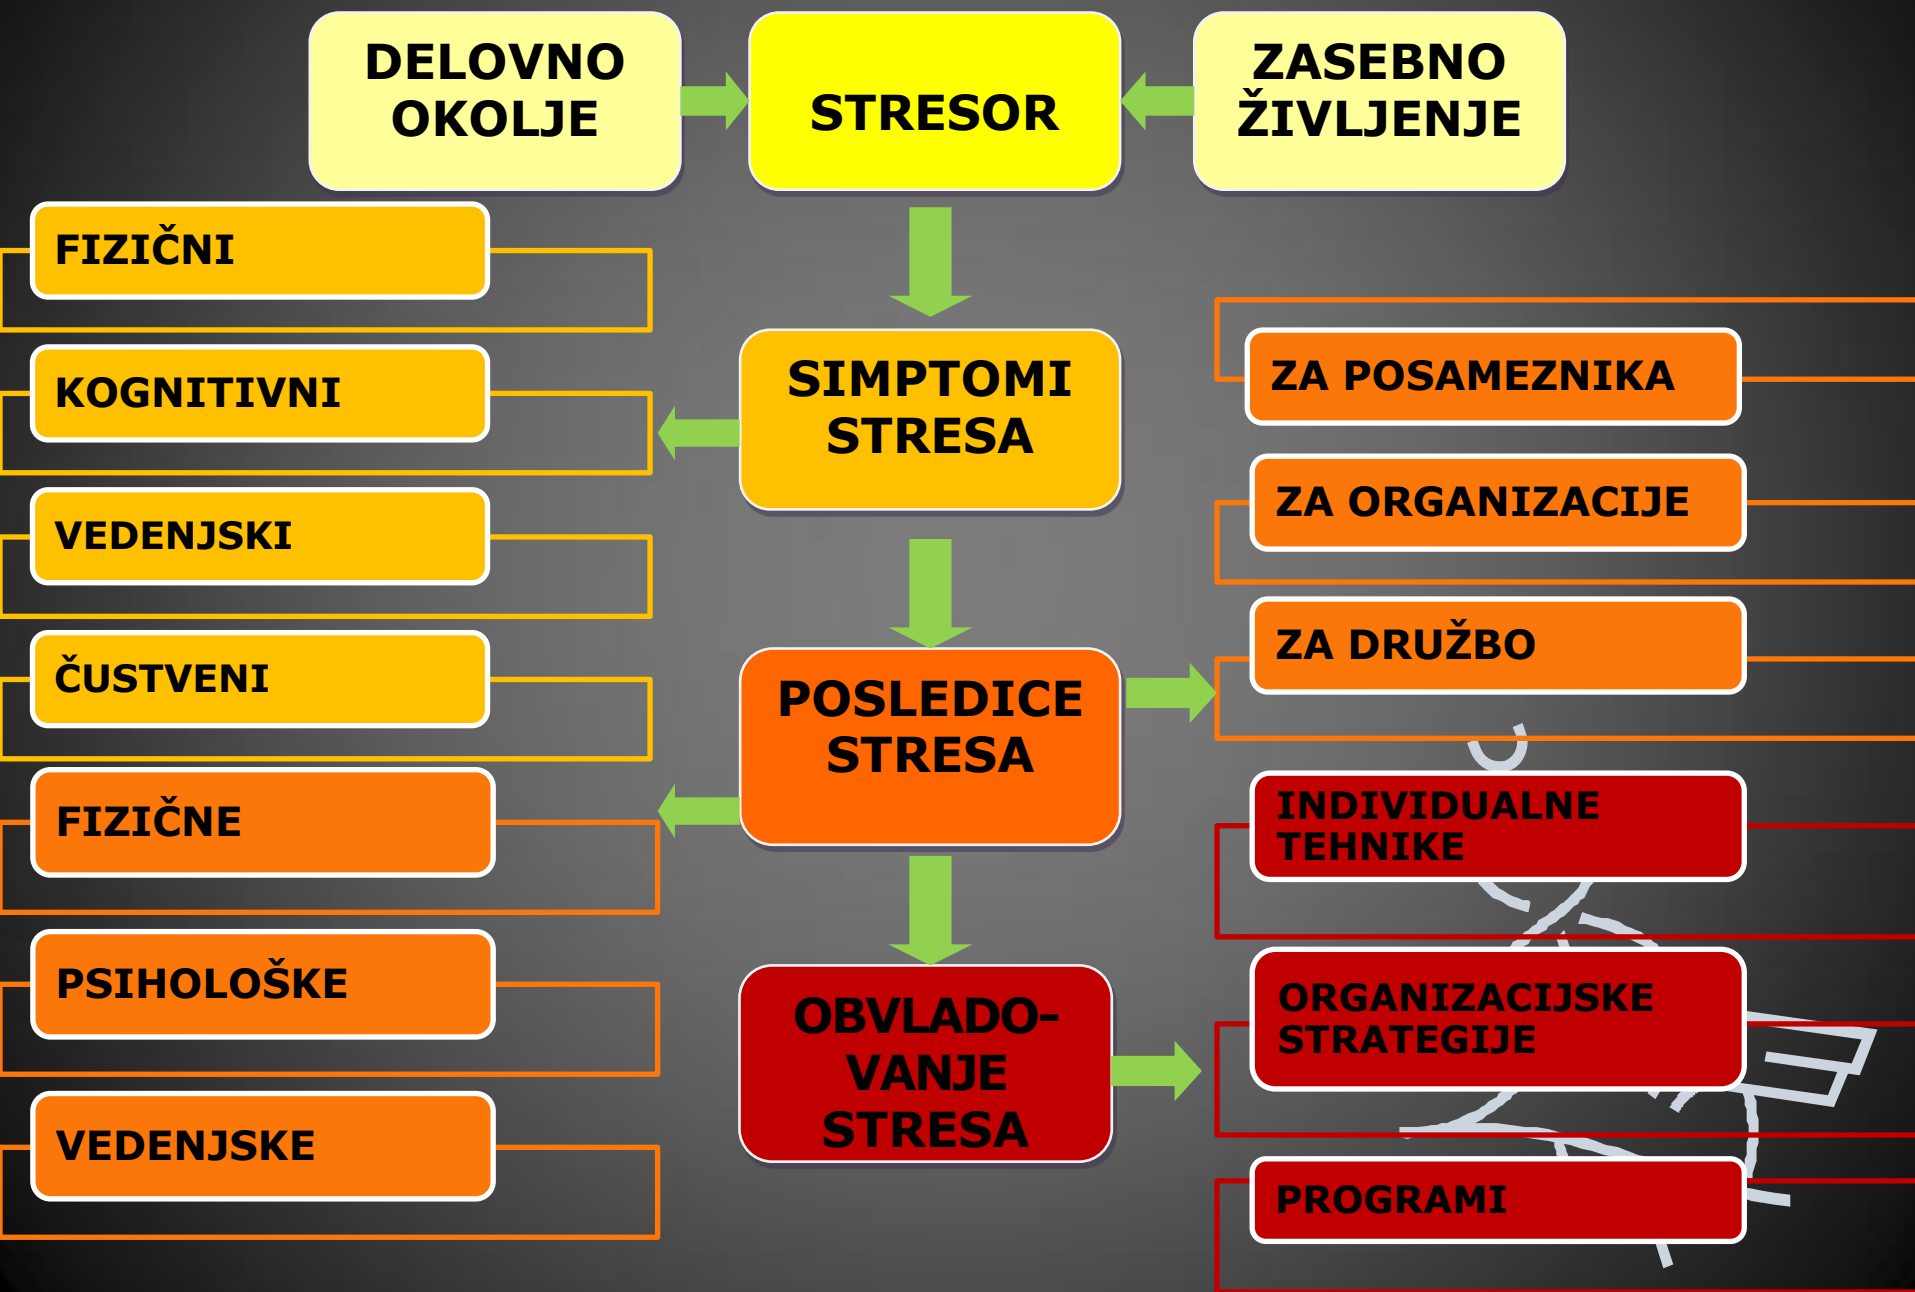 DELOVNO
OKOLJE
STRESOR
ZASEBNO
ŽIVLJENJE
FIZIČNI
KOGNITIVNI
VEDENJSKI
ČUSTVENI
SIMPTOMI
STRESA
ZA POSAMEZNIKA
ZA ORGANIZACIJE
ZA DRUŽBO
POSLEDICE
STRESA
FIZIČNE
PSIHOLOŠKE
VEDENJSKE
OBVLADO–
VANJE
STRESA
INDIVIDUALNE
TEHNIKE
ORGANIZACIJSKE
STRATEGIJE
PROGRAMI